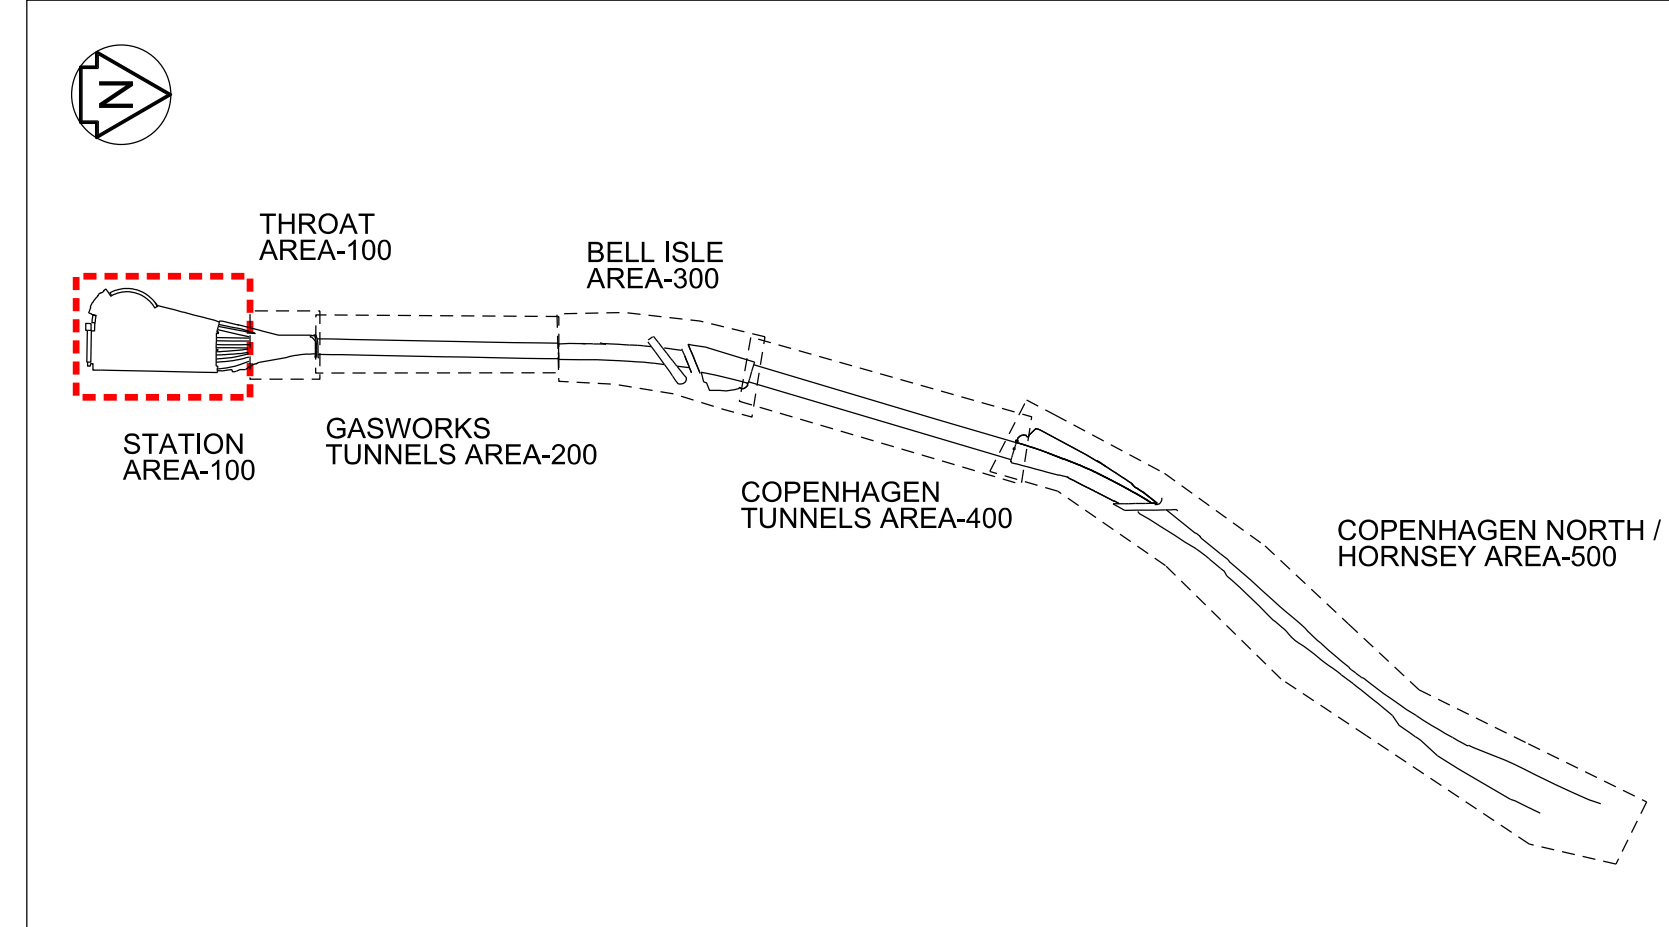 N
THROAT
AREA-100
BELL ISLE
AREA-300
STATION
AREA-100
GASWORKS
TUNNELS AREA-200
COPENHAGEN
TUNNELS AREA-400
COPENHAGEN NORTH /
HORNSEY AREA-500